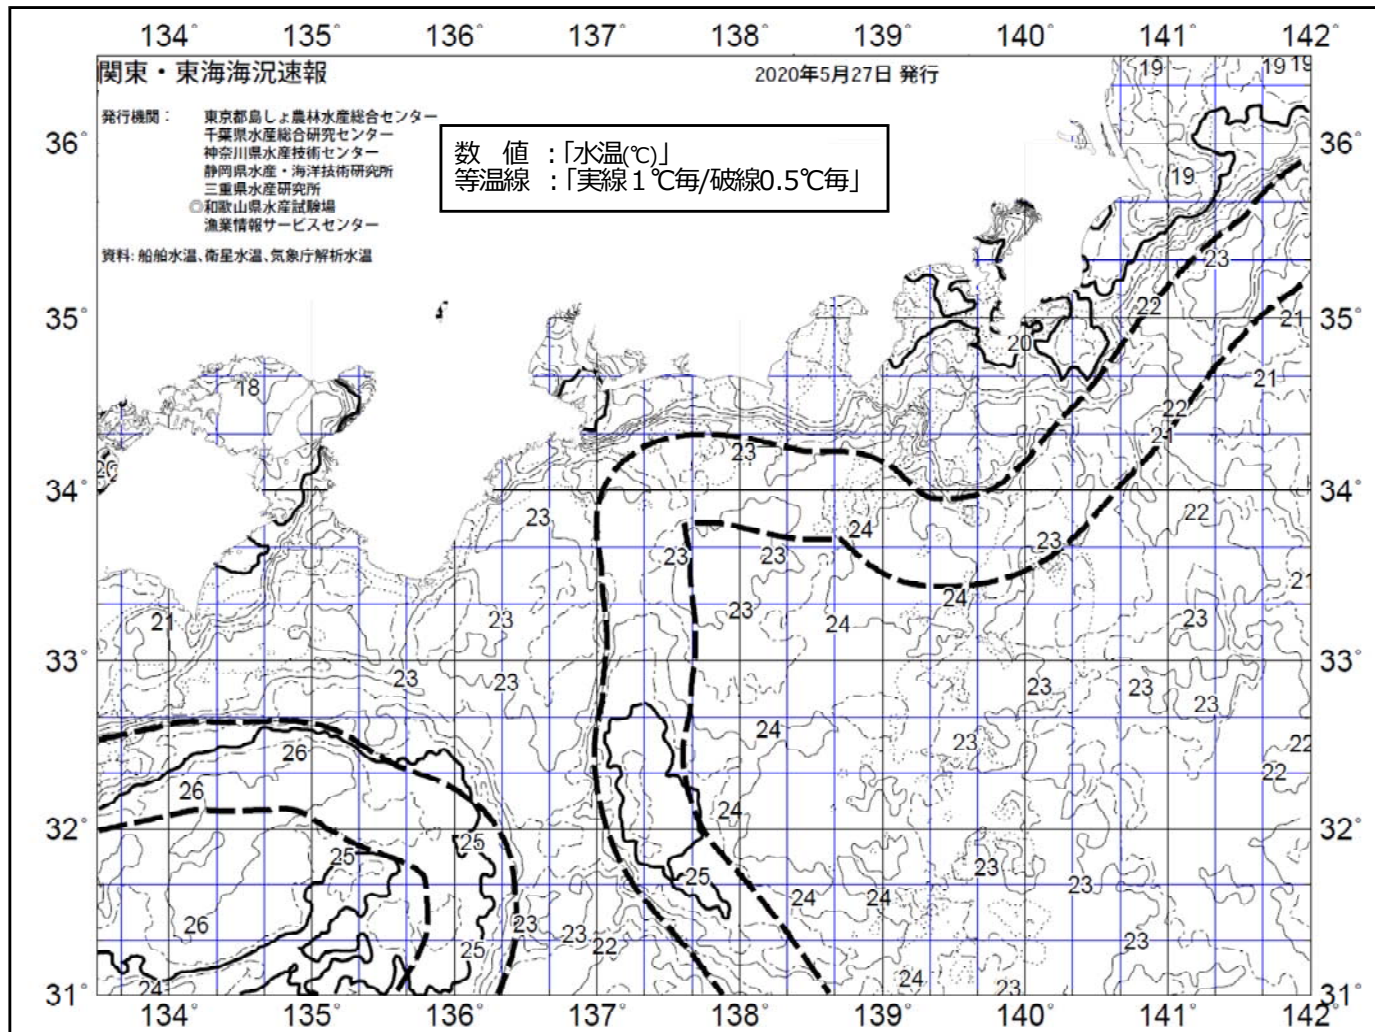 134° 135° 136° 137° 138° 139° 140° 141° 142°
関東・東海海況速報
2020年5月27日 発行
発行機関： 東京都島しょ農林水産総合センター
千葉県水産総合研究センター
神奈川県水産技術センター
静岡県水産・海洋技術研究所
三重県水産研究所
◎和歌山県水産試験場
漁業情報サービスセンター
資料: 船舶水温、衛星水温、気象庁解析水温
数 値 ：「水温(℃)」
等温線 ：「実線１℃毎/破線0.5℃毎」
19 19 19
36° 36°
19
23
22
35° 35°
21
20
18
21
22
21
23
34° 34°
23
24
22
23
23 23
21
24
23
21 23 24 23
33° 33°
23 23 23 23
23
24
23
22
26
22
26
24
32° 32°
25
25
23
25
23
24 24
26
23
23 22
23
25
24
24
23
31° 31°
134° 135° 136° 137° 138° 139° 140° 141° 142°